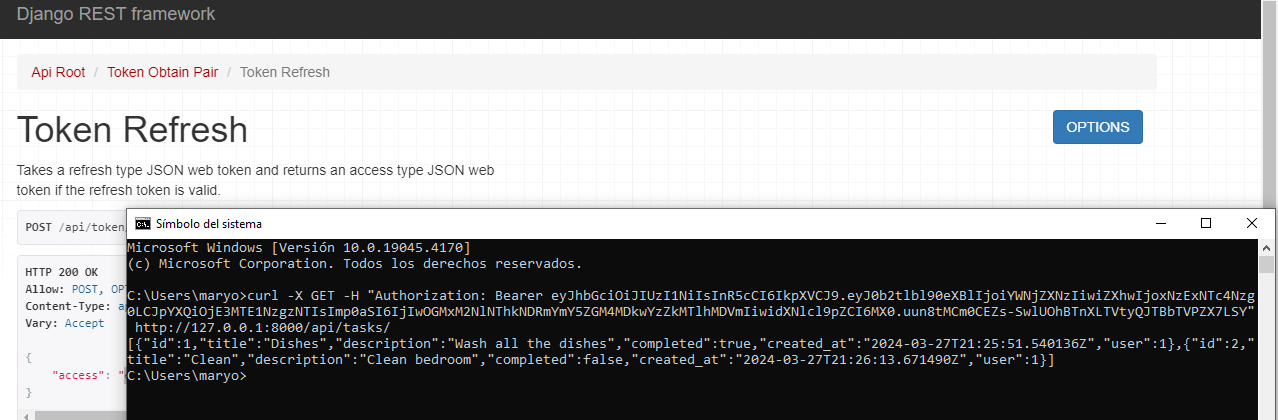 Django REST framework
Api Root / Token Obtain Pair / Token Refresh
Token Refresh
OPTIONS
Takes a refresh type JSON web token and returns an access type JSON web
token if the refresh token is valid.
POST /api/token
HTTP 200 OK
Allow: POST, OP
Content-Type: a
Vary: Accept
{
"access": "
}
Símbolo del sistema
Microsoft Windows [Versión 10.0.19045.4170]
(c) Microsoft Corporation. Todos los derechos reservados.
C:\Users\maryo>curl -X GET -H "Authorization: Bearer eyJhbGciOiJIUzI1NiIsInR5cCI6IkpXVCJ9.eyJ0b2tlbl90eXBlIjoiYWNjZXNzIiwiZXhwIjoxNzExNTc4Nzg
0LCJpYXQiOjE3MTE1NzgzNTIsImp0aSI6IjIwOGMxM2NlNThkNDRmYmY5ZGM4MDkwYzZkMTlhMDVmIiwidXNlcl9pZCI6MX0.uun8tMCm0CEZs-SwlUOhBTnXLTVtyQJTBbTVPZX7LSY"
http://127.0.0.1:8000/api/tasks/
[{"id":1,"title":"Dishes","description":"Wash all the dishes","completed":true,"created_at":"2024-03-27T21:25:51.540136Z","user":1},{"id":2,"
title":"Clean","description":"Clean bedroom","completed":false,"created_at":"2024-03-27T21:26:13.671490Z","user":1}]
C:\Users\maryo>